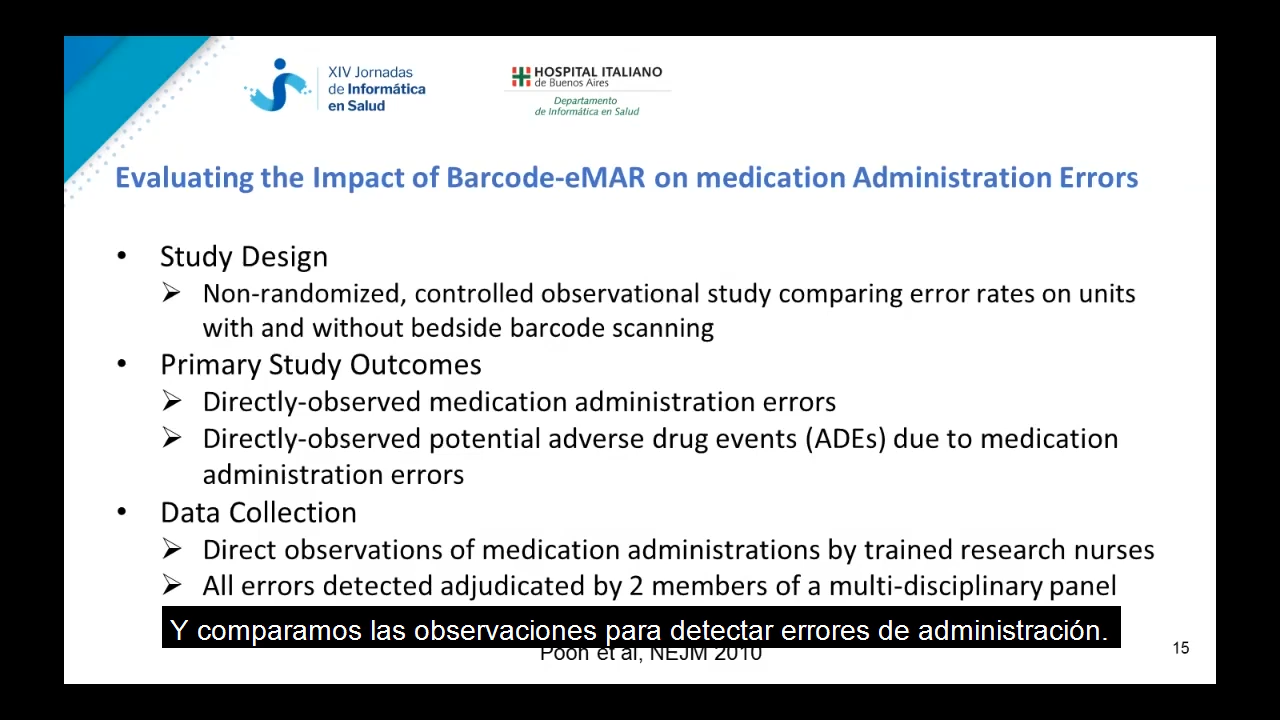 XIV Jornadas
de Informática
en Salud
HOSPITAL ITALIANO
de Buenos Aires
Departamento
de Informática en Salud
Evaluating the Impact of Barcode-eMAR on medication Administration Errors
• Study Design
➢ Non-randomized, controlled observational study comparing error rates on units
with and without bedside barcode scanning
• Primary Study Outcomes
➢ Directly-observed medication administration errors
➢ Directly-observed potential adverse drug events (ADEs) due to medication
administration errors
• Data Collection
➢ Direct observations of medication administrations by trained research nurses
➢ All errors detected adjudicated by 2 members of a multi-disciplinary panel
Y comparamos las observaciones para detectar errores de administración.
Poon et al, NEJM 2010
15